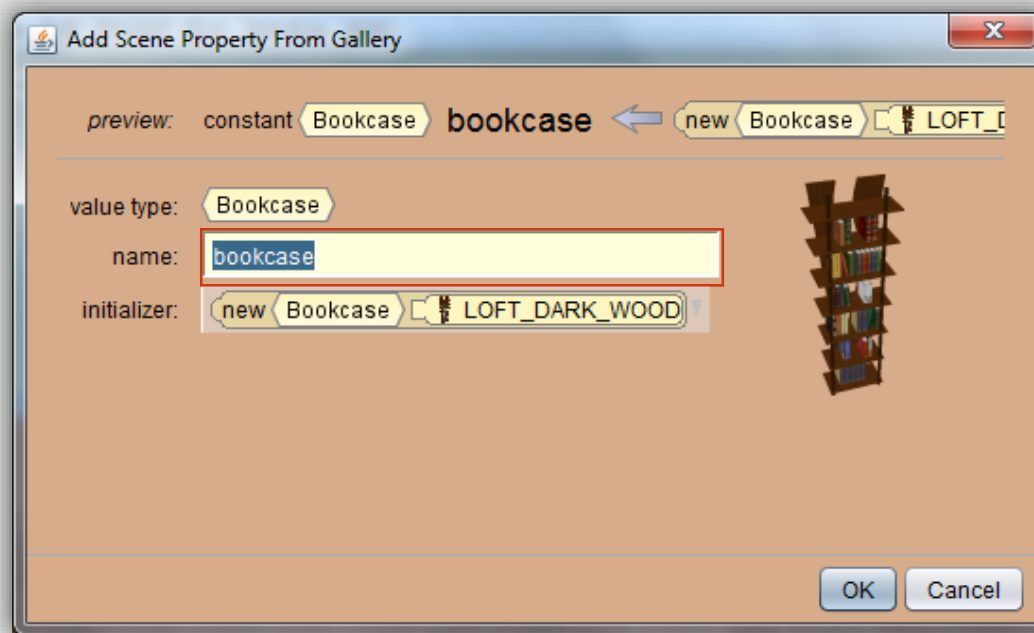 Add Scene Property From Gallery
preview: constant Bookcase bookcase new Bookcase LOFT_D
value type: Bookcase
name: bookcase
initializer: new Bookcase LOFT_DARK_WOOD
OK Cancel